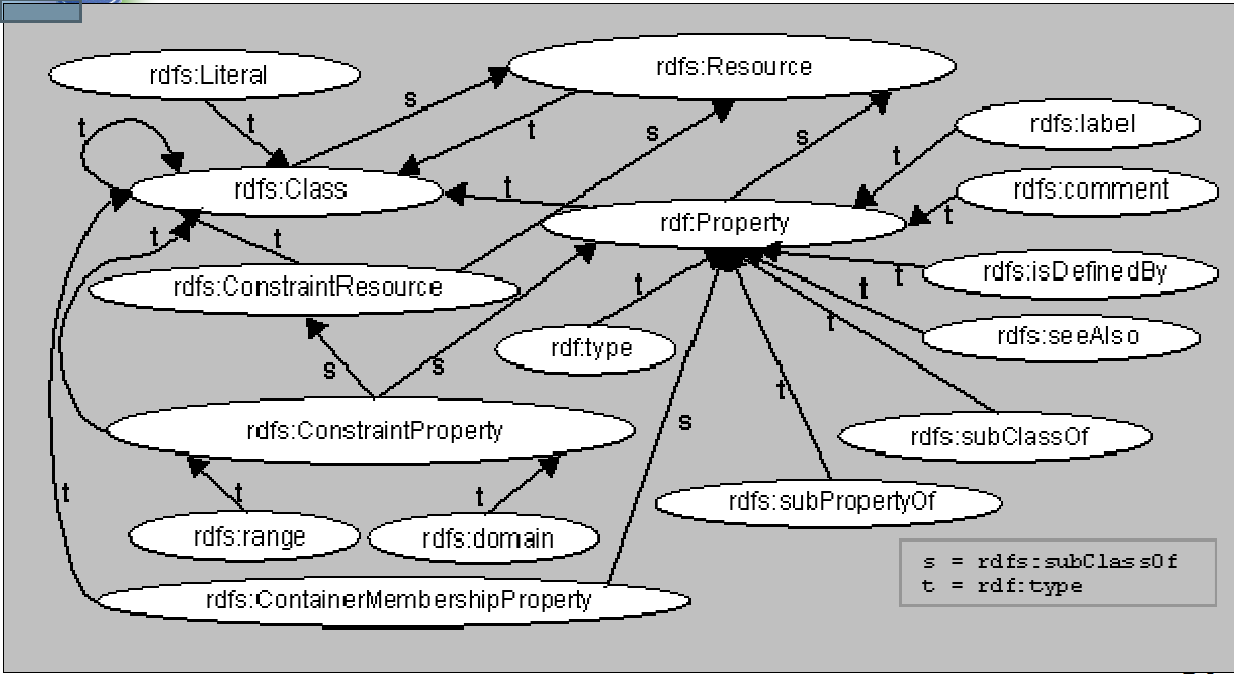 rdfs:Literal
rdfs:Resource
s
t
t
t
s
s
rdfs:label
t
rdfs:Class
t
rdfs:comment
t
rdf:Property
t
t
rdfs:ConstraintResource
t
rdfs:isDefinedBy
t
t
t
rdf:type
rdfs:seeAlso
s
s
t
rdfs:ConstraintProperty
s
rdfs:subClassOf
t
t
t
rdfs:subPropertyOf
rdfs:range
rdfs:domain
s = rdfs:subClassOf
t = rdf:type
rdfs:ContainerMembershipProperty